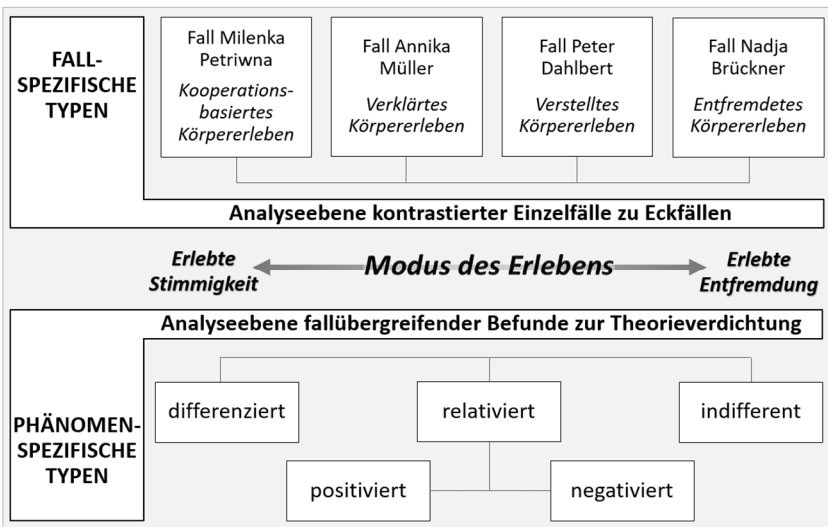 FALL-
SPEZIFISCHE
TYPEN
Fall Milenka
Petriwna
Kooperations-
basiertes
Körpererleben
Fall Annika
Müller
Verklärtes
Körpererleben
Fall Peter
Dahlbert
Verstelltes
Körpererleben
Fall Nadja
Brückner
Entfremdetes
Körpererleben
Analyseebene kontrastierter Einzelfälle zu Eckfällen
Erlebte
Stimmigkeit
Modus des Erlebens
Erlebte
Entfremdung
Analyseebene fallübergreifender Befunde zur Theorieverdichtung
PHÄNOMEN-
SPEZIFISCHE
TYPEN
differenziert
relativiert
indifferent
positiviert
negativiert